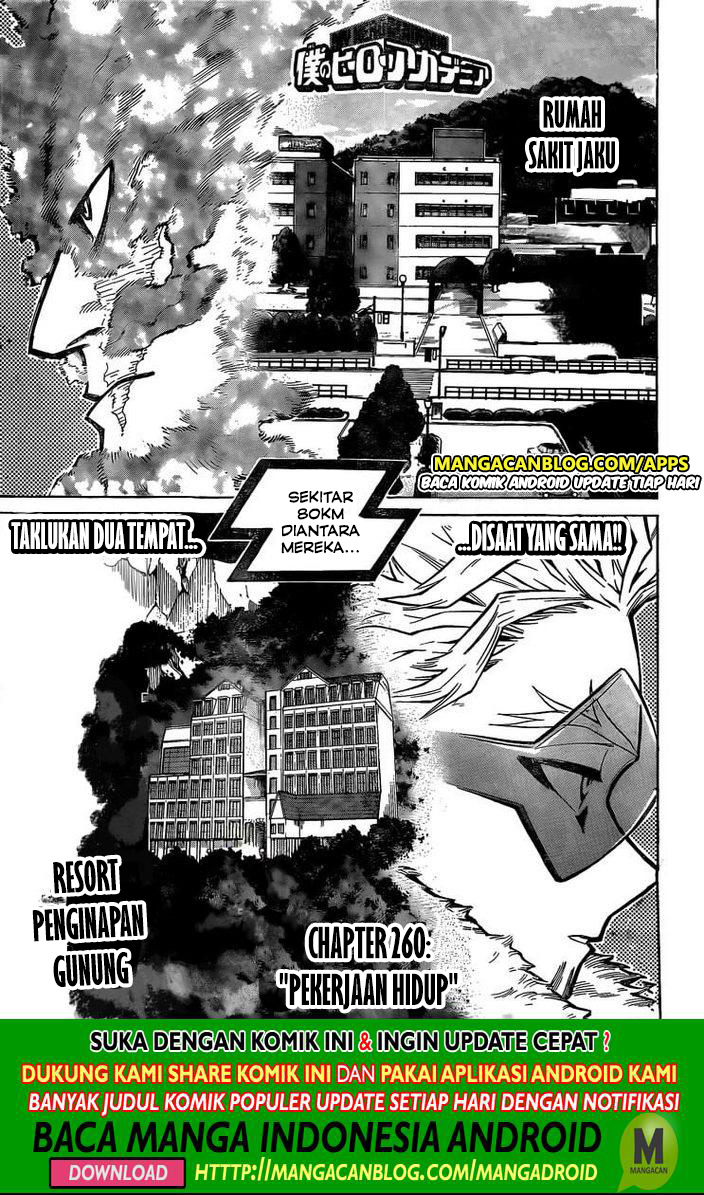 僕のヒーローアカデミア
RUMAH
SAKIT JAKU
MANGACANBLOG.COM/APPS
BACA KOMIK ANDROID UPDATE TIAP HARI
SEKITAR
80KM
DIANTARA
MEREKA...
TAKLUKAN DUA TEMPAT...
...DISAAT YANG SAMA!!
RESORT
PENGINAPAN
GUNUNG
CHAPTER 260:
"PEKERJAAN HIDUP"
SUKA DENGAN KOMIK INI & INGIN UPDATE CEPAT ?
DUKUNG KAMI SHARE KOMIK INI DAN PAKAI APLIKASI ANDROID KAMI
BANYAK JUDUL KOMIK POPULER UPDATE SETIAP HARI DENGAN NOTIFIKASI
BACA MANGA INDONESIA ANDROID
DOWNLOAD
HTTTP://MANGACANBLOG.COM/MANGADROID
M
MANGACAN